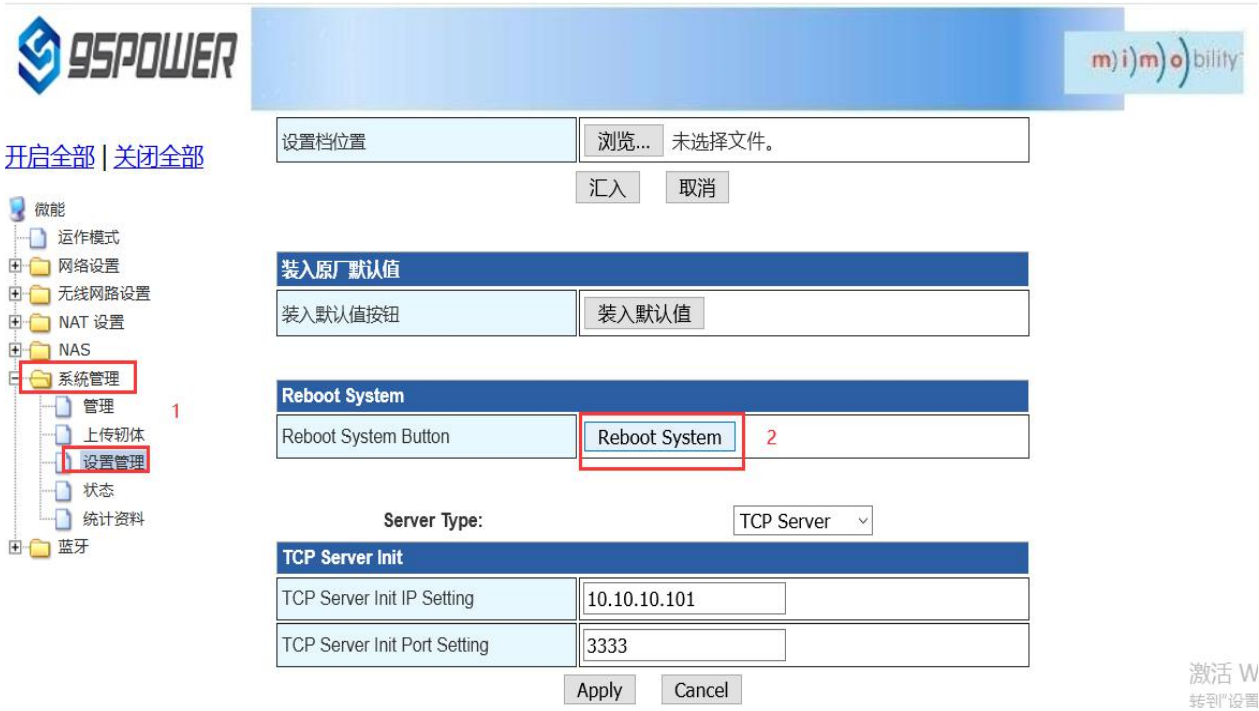 95POWER
m)i)m)o)bility
开启全部 | 关闭全部
微能
运作模式
网络设置
无线网路设置
NAT 设置
NAS
系统管理
管理
1
上传轫体
设置管理
状态
统计资料
蓝牙
设置档位置 浏览... 未选择文件。
汇入 取消
装入原厂默认值
装入默认值按钮 装入默认值
Reboot System
Reboot System Button Reboot System 2
Server Type: TCP Server
TCP Server Init
TCP Server Init IP Setting 10.10.10.101
TCP Server Init Port Setting 3333
Apply Cancel
激活 W
转到"设置